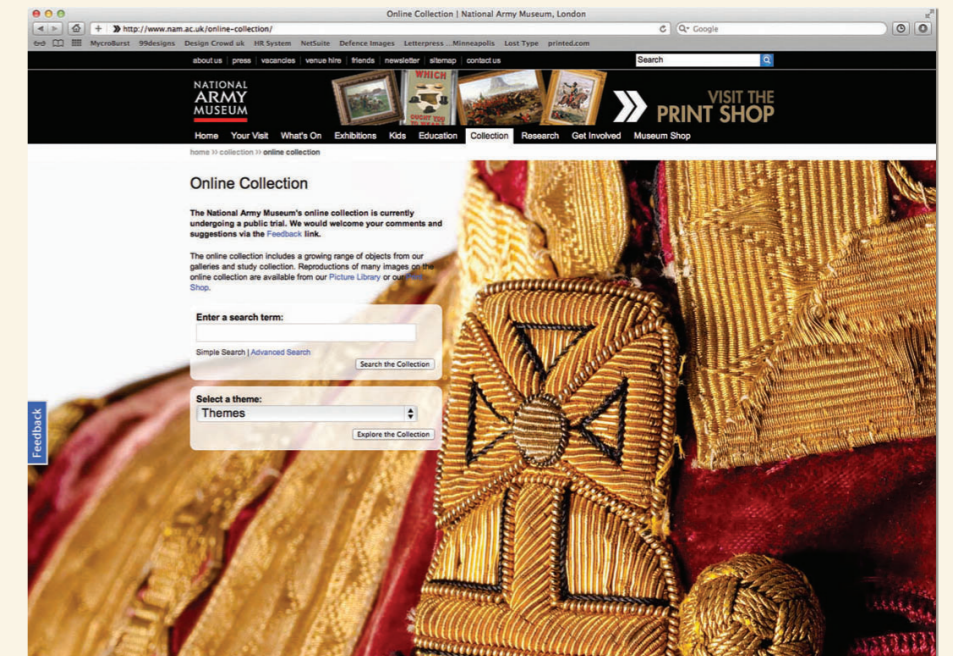 Online Collection | National Army Museum, London
http://www.nam.ac.uk/online-collection/
Google
MycroBurst 99designs Design Crowd uk HR System NetSuite Defence Images Letterpress ...Minneapolis Lost Type printed.com
about us | press | vacancies | venue hire | friends | newsletter | sitemap | contact us
Search
NATIONAL
ARMY
MUSEUM
WHICH
VISIT THE
PRINT SHOP
Home Your Visit What's On Exhibitions Kids Education Collection Research Get Involved Museum Shop
home » collection » online collection
Online Collection
The National Army Museum's online collection is currently
undergoing a public trial. We would welcome your comments and
suggestions via the Feedback link.
The online collection includes a growing range of objects from our
galleries and study collection. Reproductions of many images on the
online collection are available from our Picture Library or our
Shop.
Enter a search term:
Simple Search | Advanced Search
Search the Collection
Select a theme:
Themes
Explore the Collection
Feedback